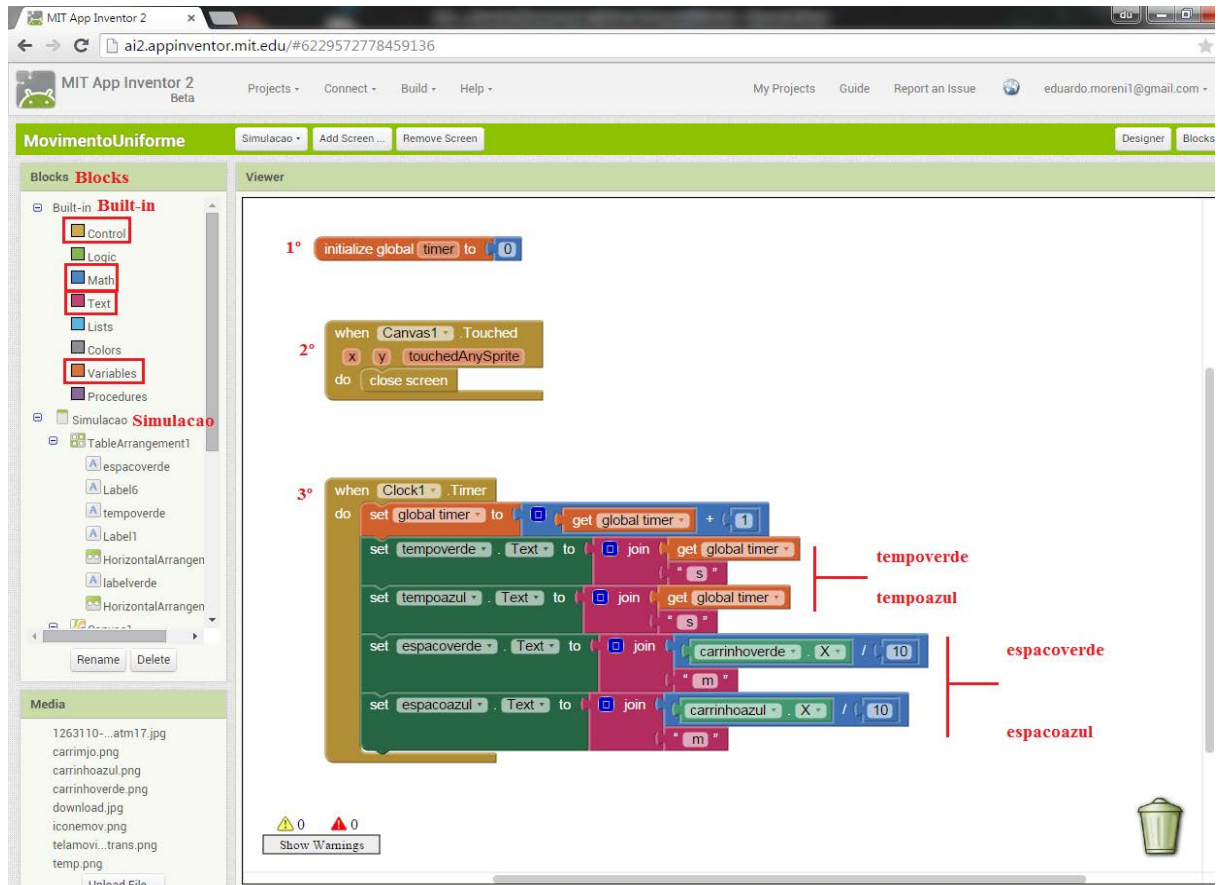 MIT App Inventor 2
du
ai2.appinventor.mit.edu/#6229572778459136
MIT App Inventor 2
Beta
Projects
Connect
Build
Help
My Projects
Guide
Report an Issue
eduardo.moreni1@gmail.com
MovimentoUniforme
Simulacao
Add Screen ...
Remove Screen
Designer
Blocks
Blocks Blocks
Built-in Built-in
Control
Logic
Math
Text
Lists
Colors
Variables
Procedures
Simulacao Simulacao
TableArrangement1
espacoverde
Label6
tempoverde
Label1
HorizontalArrangen
labelverde
HorizontalArrangen
Rename
Delete
Media
1263110-...atm17.jpg
carrimjo.png
carrinhoazul.png
carrinhoverde.png
download.jpg
iconemov.png
telamovi...trans.png
temp.png
Upload File
Viewer
1º initialize global timer to 0
2º
when Canvas1 .Touched
x y touchedAnySprite
do close screen
3º
when Clock1 .Timer
do set global timer to get global timer + 1
set tempoverde . Text to join get global timer
" s "
set tempoazul . Text to join get global timer
" s "
set espacoverde . Text to join carrinhoverde . X / 10
" m "
set espacoazul . Text to join carrinhoazul . X / 10
" m "
tempoverde
tempoazul
espacoverde
espacoazul
0 0
Show Warnings